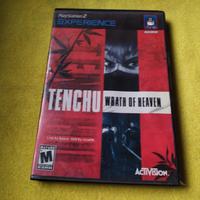 PlayStation 2
EXPERIENCE
TENCHU
WRATH OF HEAVEN
M
ACTIVISION